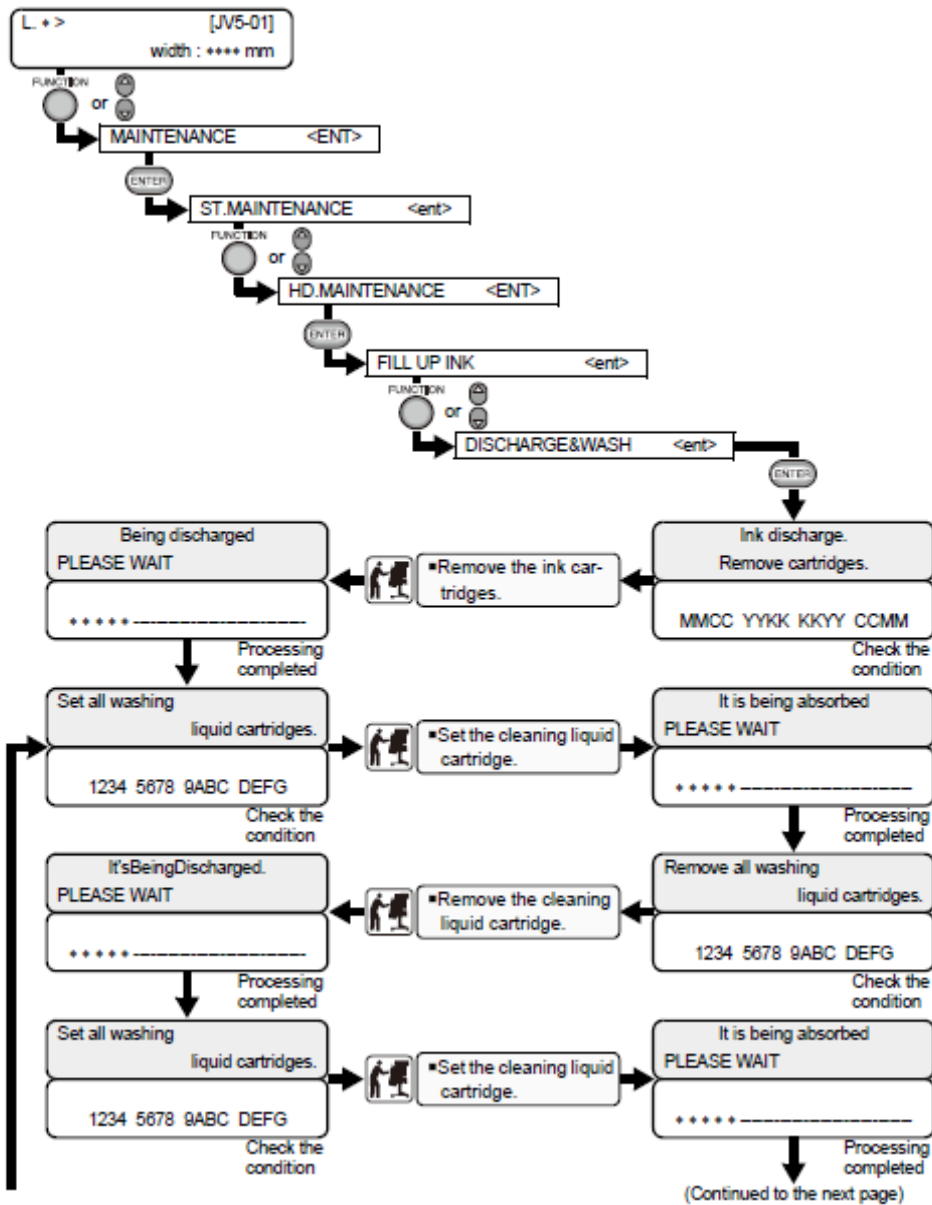 L. * > [JV5-01]
width : **** mm
FUNCTION
or
MAINTENANCE <ENT>
ENTER
ST.MAINTENANCE <ent>
FUNCTION
or
HD.MAINTENANCE <ENT>
ENTER
FILL UP INK <ent>
FUNCTION
or
DISCHARGE&WASH <ent>
ENTER
Being discharged
PLEASE WAIT
* * * * * --------------------------------
Processing
completed
▪Remove the ink car-
tridges.
Ink discharge.
Remove cartridges.
MMCC YYKK KKYY CCMM
Check the
condition
Set all washing
liquid cartridges.
1234 5678 9ABC DEFG
Check the
condition
▪Set the cleaning liquid
cartridge.
It is being absorbed
PLEASE WAIT
* * * * * --------------------------------
Processing
completed
It'sBeingDischarged.
PLEASE WAIT
* * * * * --------------------------------
Processing
completed
▪Remove the cleaning
liquid cartridge.
Remove all washing
liquid cartridges.
1234 5678 9ABC DEFG
Check the
condition
Set all washing
liquid cartridges.
1234 5678 9ABC DEFG
Check the
condition
▪Set the cleaning liquid
cartridge.
It is being absorbed
PLEASE WAIT
* * * * * --------------------------------
Processing
completed
(Continued to the next page)